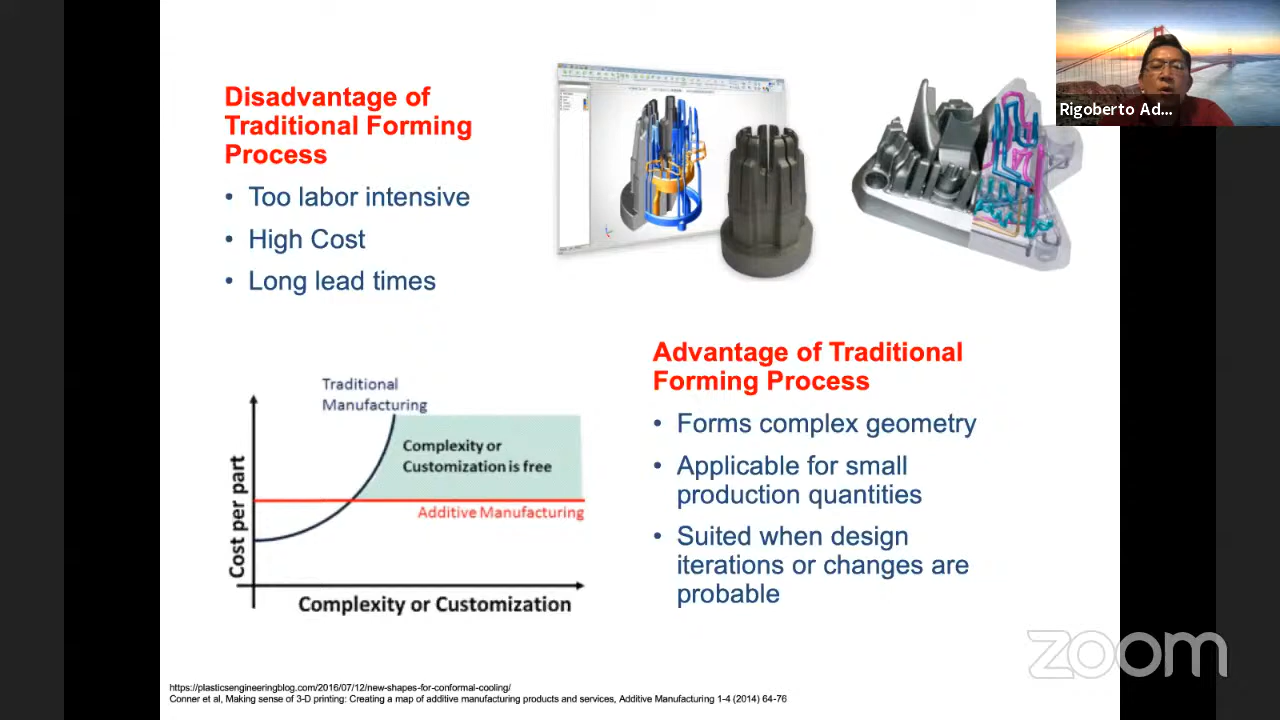 Disadvantage of
Traditional Forming
Process
• Too labor intensive
• High Cost
• Long lead times
Rigoberto Ad...
Traditional
Manufacturing
Complexity or
Customization is free
Additive Manufacturing
Cost per part
Complexity or Customization
Advantage of Traditional
Forming Process
• Forms complex geometry
• Applicable for small
production quantities
• Suited when design
iterations or changes are
probable
zoom
https://plasticsengineeringblog.com/2016/07/12/new-shapes-for-conformal-cooling/
Conner et al, Making sense of 3-D printing: Creating a map of additive manufacturing products and services, Additive Manufacturing 1-4 (2014) 64-76